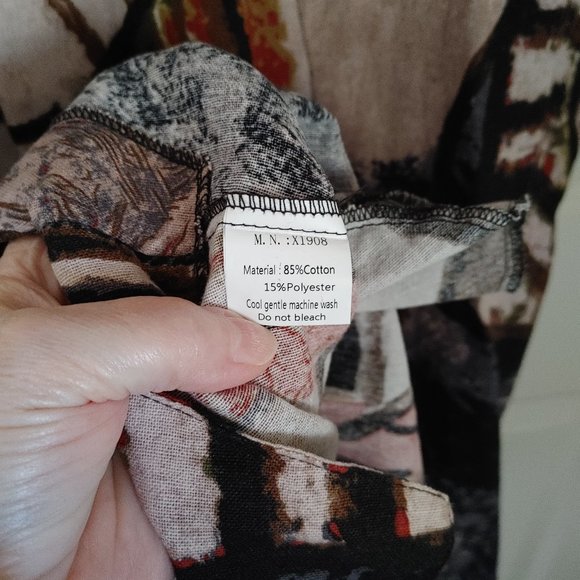 M. N. :X1908
Material : 85%Cotton
15%Polyester
Cool gentle machine wash
Do not bleach